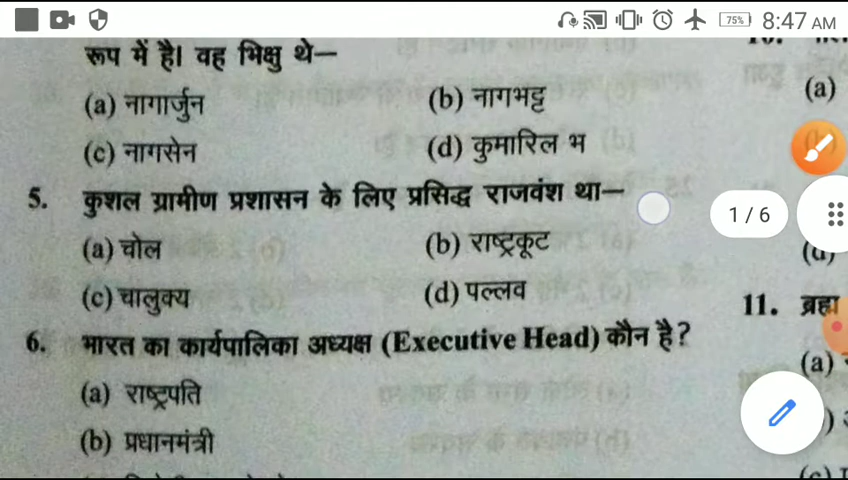 75% 8:47 AM
रूप में है। वह भिक्षु थे—
(a) नागार्जुन (b) नागभट्ट
(c) नागसेन (d) कुमारिल भ
5. कुशल ग्रामीण प्रशासन के लिए प्रसिद्ध राजवंश था—
(a) चोल (b) राष्ट्रकूट
(c) चालुक्य (d) पल्लव
6. भारत का कार्यपालिका अध्यक्ष (Executive Head) कौन है?
(a) राष्ट्रपति
(b) प्रधानमंत्री
(a)
1 / 6
11. ब्रह्म
(a)